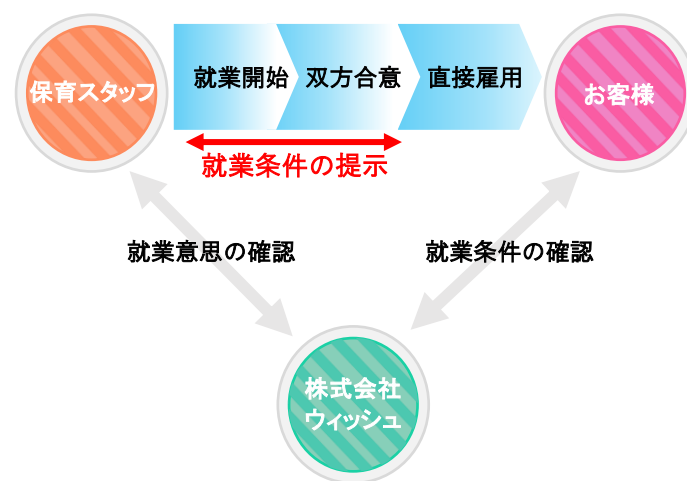 保育スタッフ
就業開始
双方合意
直接雇用
お客様
就業条件の提示
就業意思の確認
就業条件の確認
株式会社
ウィッシュ